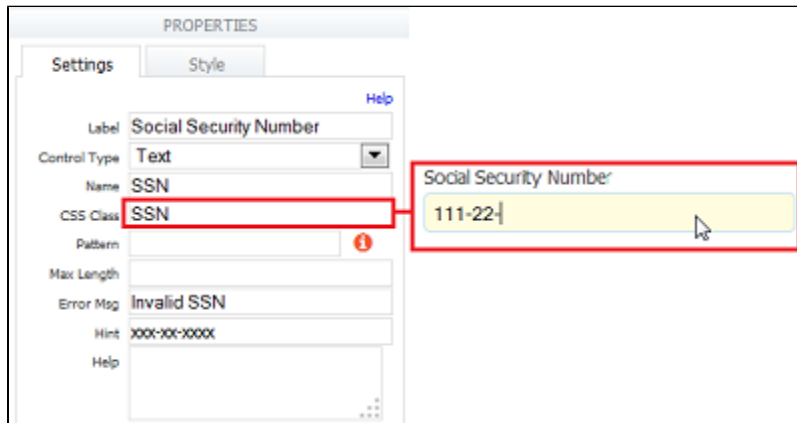 PROPERTIES
Settings Style
Help
Label Social Security Number
Control Type Text
Name SSN
CSS Class SSN
Pattern
Max Length
Error Msg Invalid SSN
Hint xxx-xx-xxxx
Help
Social Security Number
111-22-